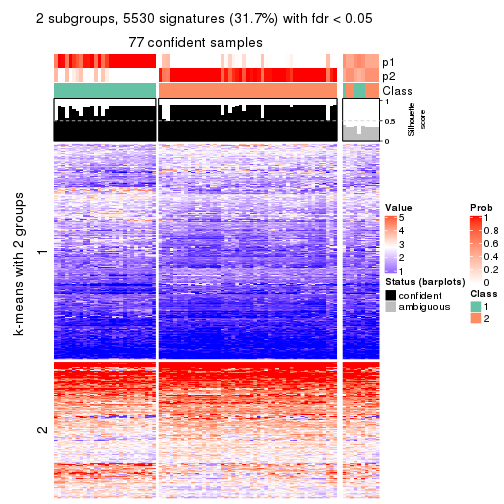 2 subgroups, 5530 signatures (31.7%) with fdr < 0.05
77 confident samples
p1
p2
Class
1
0.5
0
Silhouette
score
k-means with 2 groups
1
2
Value
5
4
3
2
1
Status (barplots)
confident
ambiguous
Prob
1
0.8
0.6
0.4
0.2
0
Class
1
2